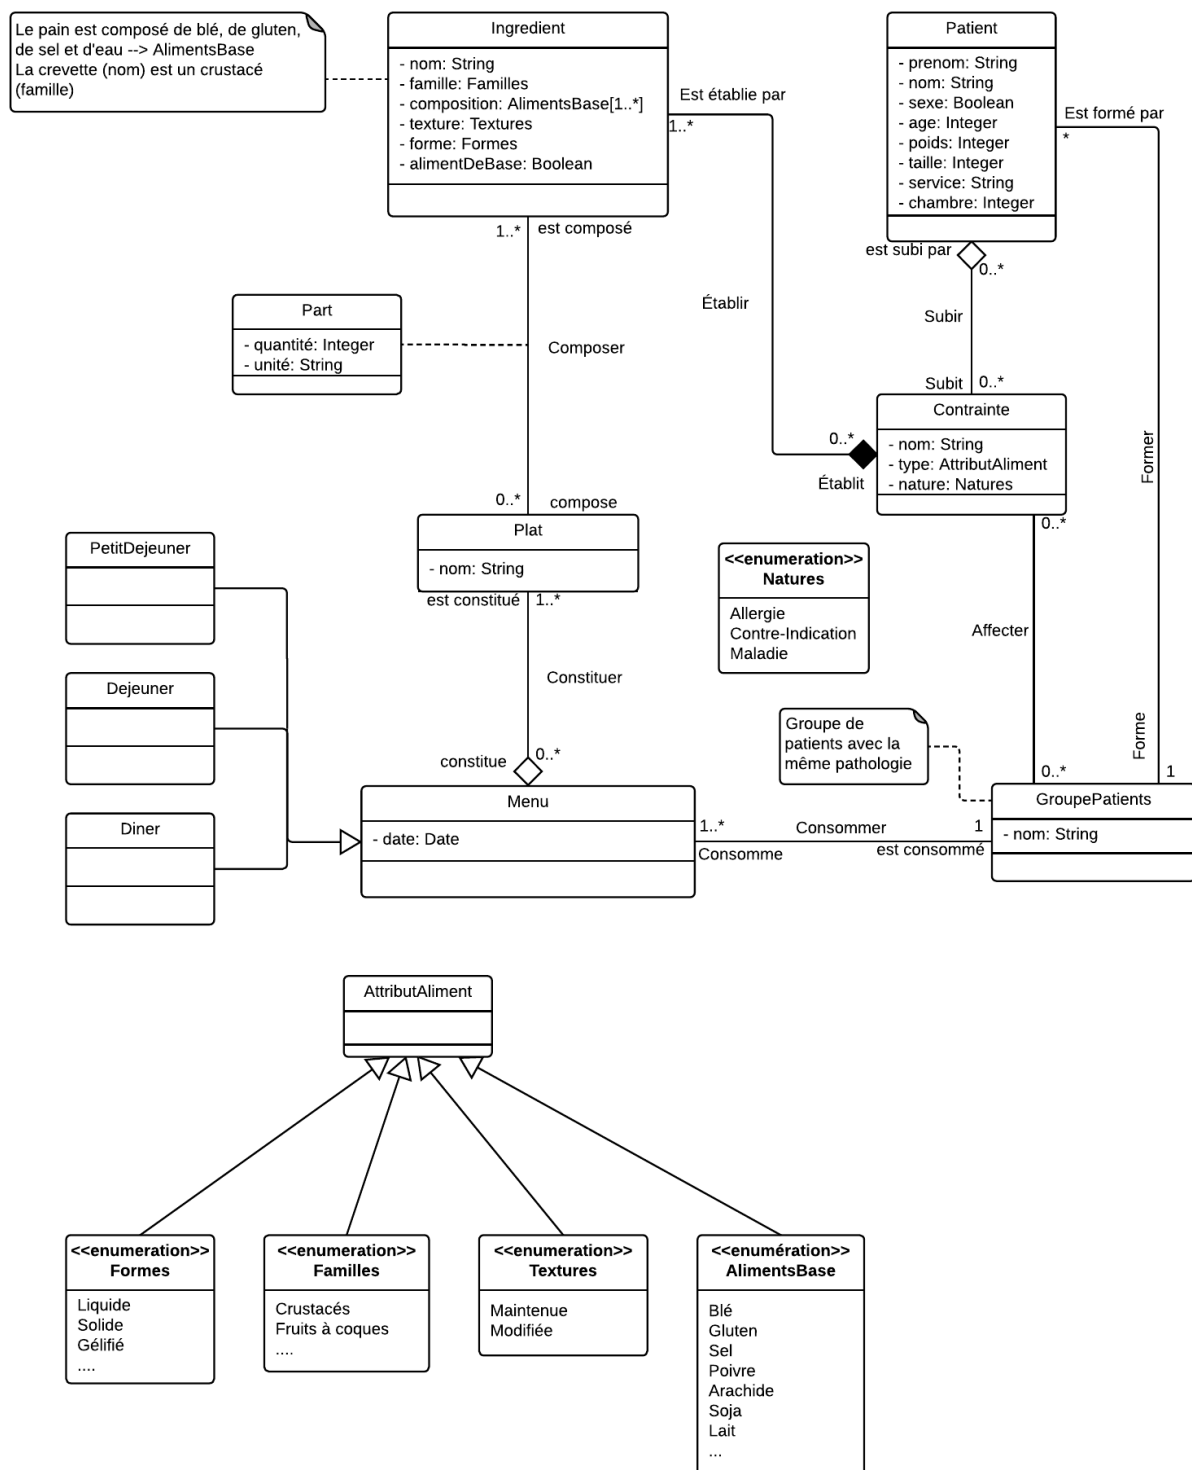 Le pain est composé de blé, de gluten,
de sel et d'eau --> AlimentsBase
La crevette (nom) est un crustacé
(famille)
Ingredient
- nom: String
- famille: Familles
- composition: AlimentsBase[1..*]
- texture: Textures
- forme: Formes
- alimentDeBase: Boolean
Patient
- prenom: String
- nom: String
- sexe: Boolean
- age: Integer
- poids: Integer
- taille: Integer
- service: String
- chambre: Integer
Est établie par
1..*
Est formé par
*
1..*
est composé
est subi par
0..*
Établir
Subir
Part
- quantité: Integer
- unité: String
Composer
Subit
0..*
Contrainte
- nom: String
- type: AttributAliment
- nature: Natures
0..*
Établit
Former
0..*
compose
0..*
Plat
- nom: String
est constitué
1..*
PetitDejeuner
<<enumeration>>
Natures
Allergie
Contre-Indication
Maladie
Affecter
Constituer
Dejeuner
Groupe de
patients avec la
même pathologie
Forme
constitue
0..*
0..*
1
Menu
- date: Date
GroupePatients
- nom: String
Diner
1..*
Consommer
1
Consomme
est consommé
AttributAliment
<<enumeration>>
Formes
Liquide
Solide
Gélifié
....
<<enumeration>>
Familles
Crustacés
Fruits à coques
....
<<enumeration>>
Textures
Maintenue
Modifiée
<<enumération>>
AlimentsBase
Blé
Gluten
Sel
Poivre
Arachide
Soja
Lait
...